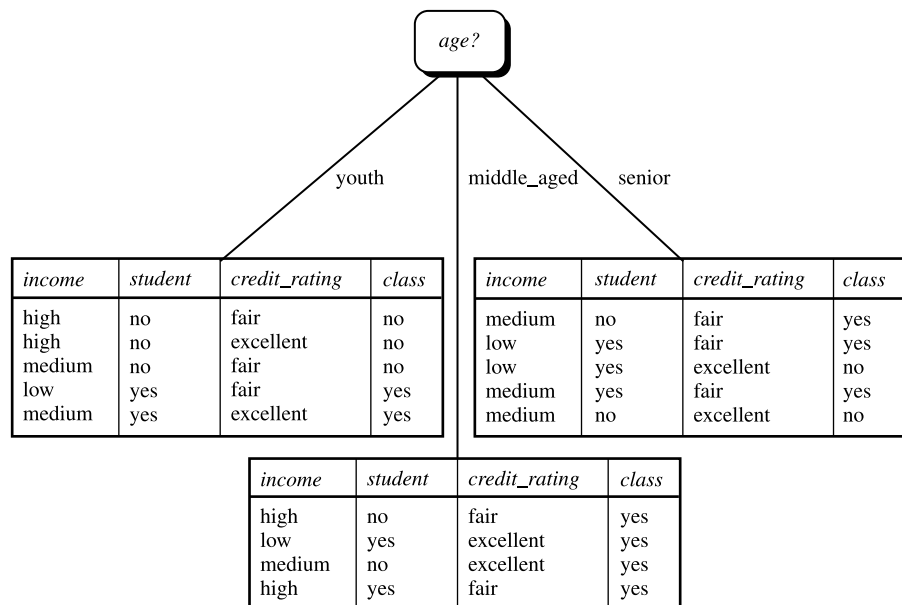 age?
youth
middle_aged
senior
income student credit_rating class
high no fair no
high no excellent no
medium no fair no
low yes fair yes
medium yes excellent yes
income student credit_rating class
medium no fair yes
low yes fair yes
low yes excellent no
medium yes fair yes
medium no excellent no
income student credit_rating class
high no fair yes
low yes excellent yes
medium no excellent yes
high yes fair yes